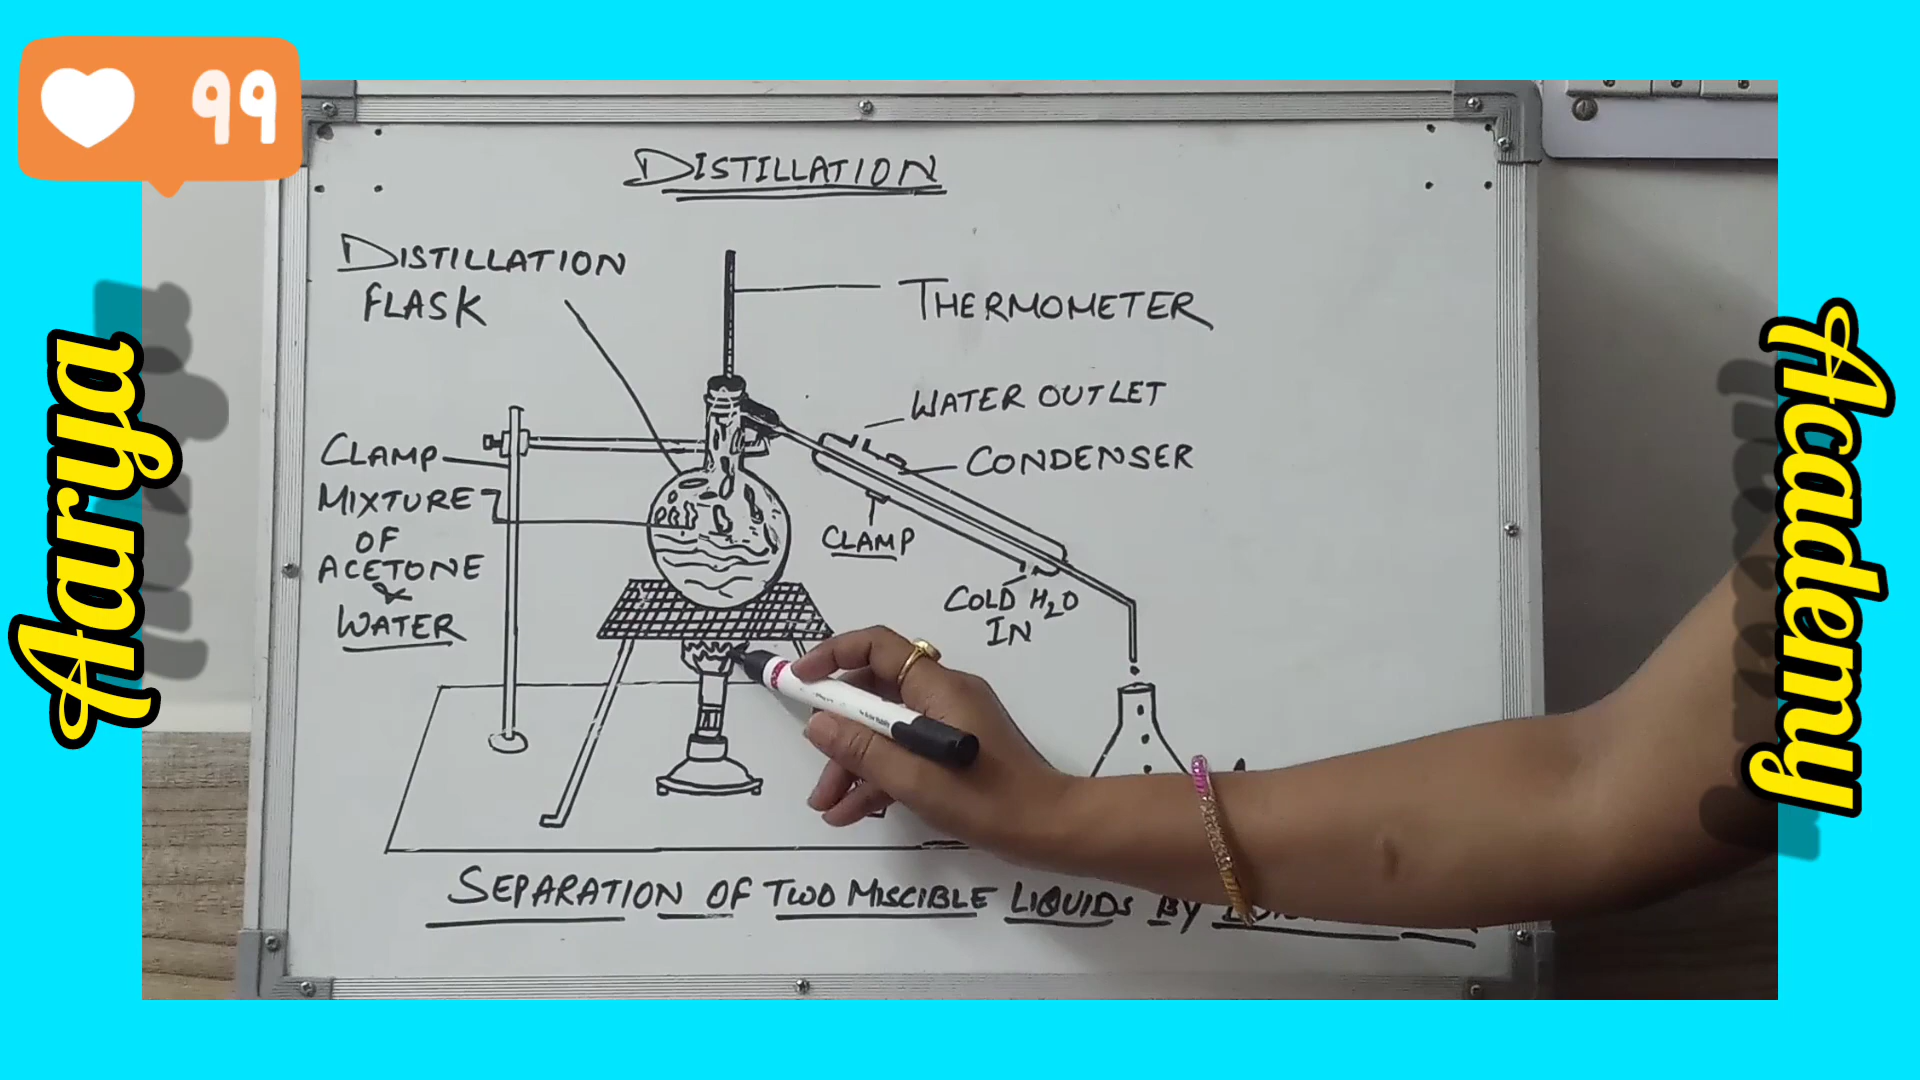 99
DISTILLATION
DISTILLATION
FLASK
THERMOMETER
WATER OUTLET
CONDENSER
CLAMP
MIXTURE
OF
ACETONE
&
WATER
CLAMP
COLD H2O
IN
SEPARATION OF TWO MISCIBLE LIQUIDS BY
Aarya
Academy